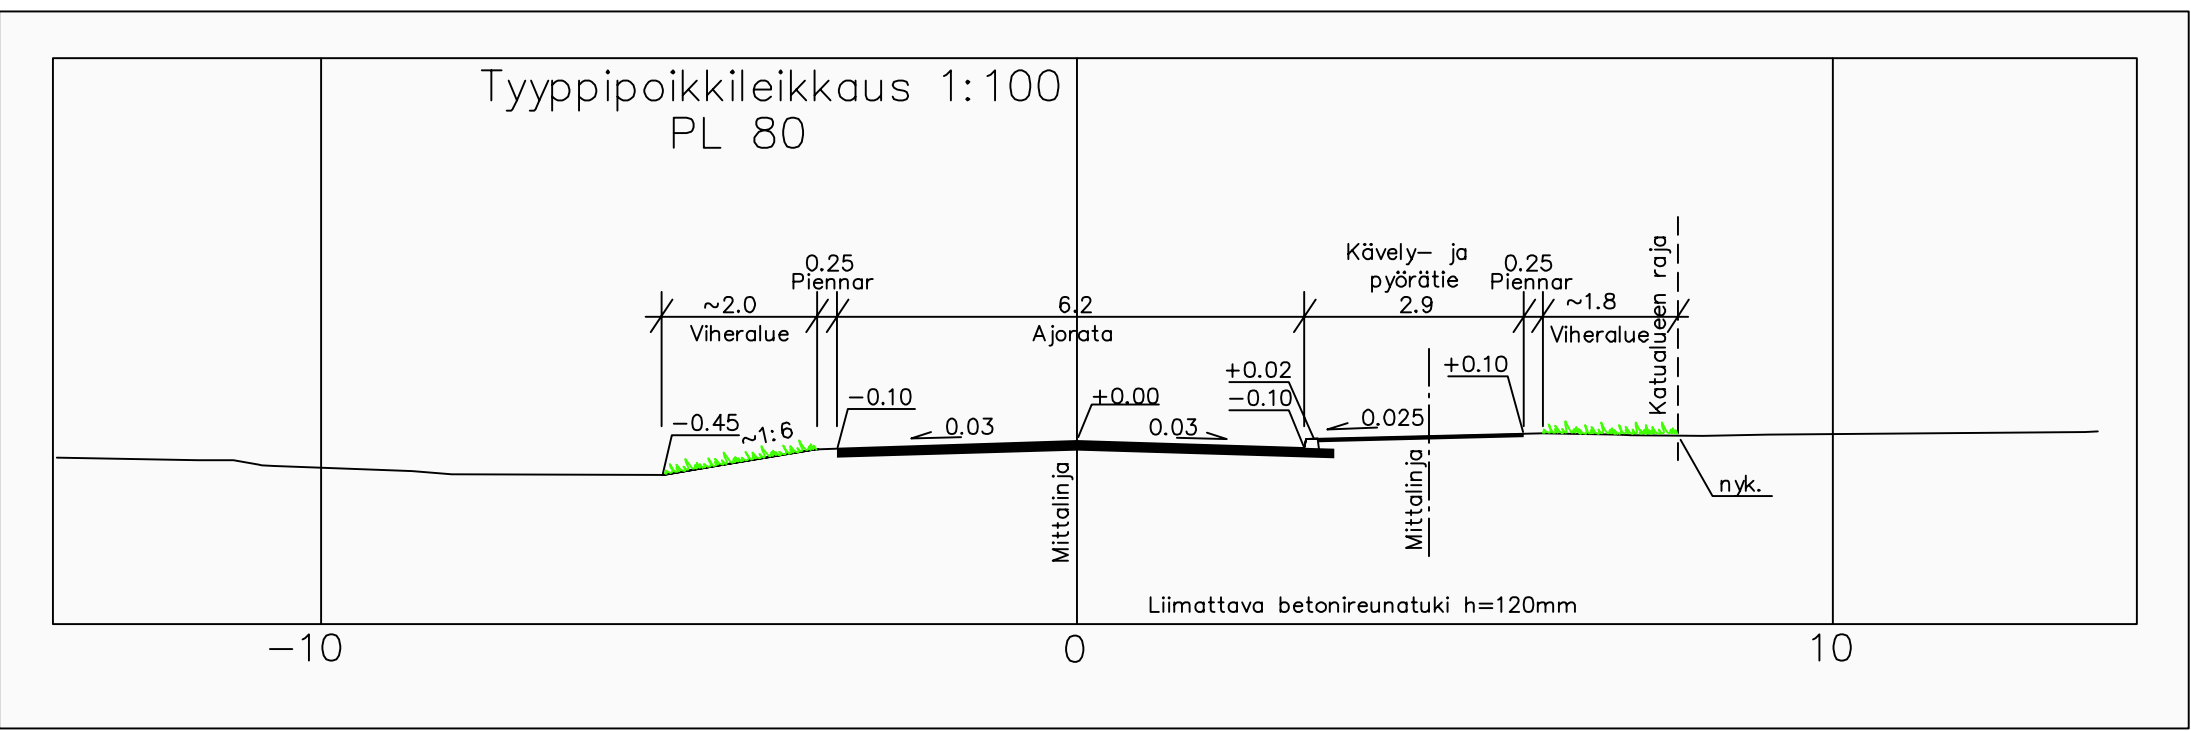 Tyyppipoikkileikkaus 1:100
PL 80
Kävely- ja
pyörätie
0.25
Piennar
0.25
Piennar
~2.0
6.2
2.9
~1.8
Viheralue
Ajorata
Viheralue
Katualueen raja
+0.02
+0.10
-0.10
+0.00
-0.10
-0.45
~1:6
0.03
0.03
0.025
Mittalinja
Mittalinja
nyk.
Liimattava betonireunatuki h=120mm
-10
0
10